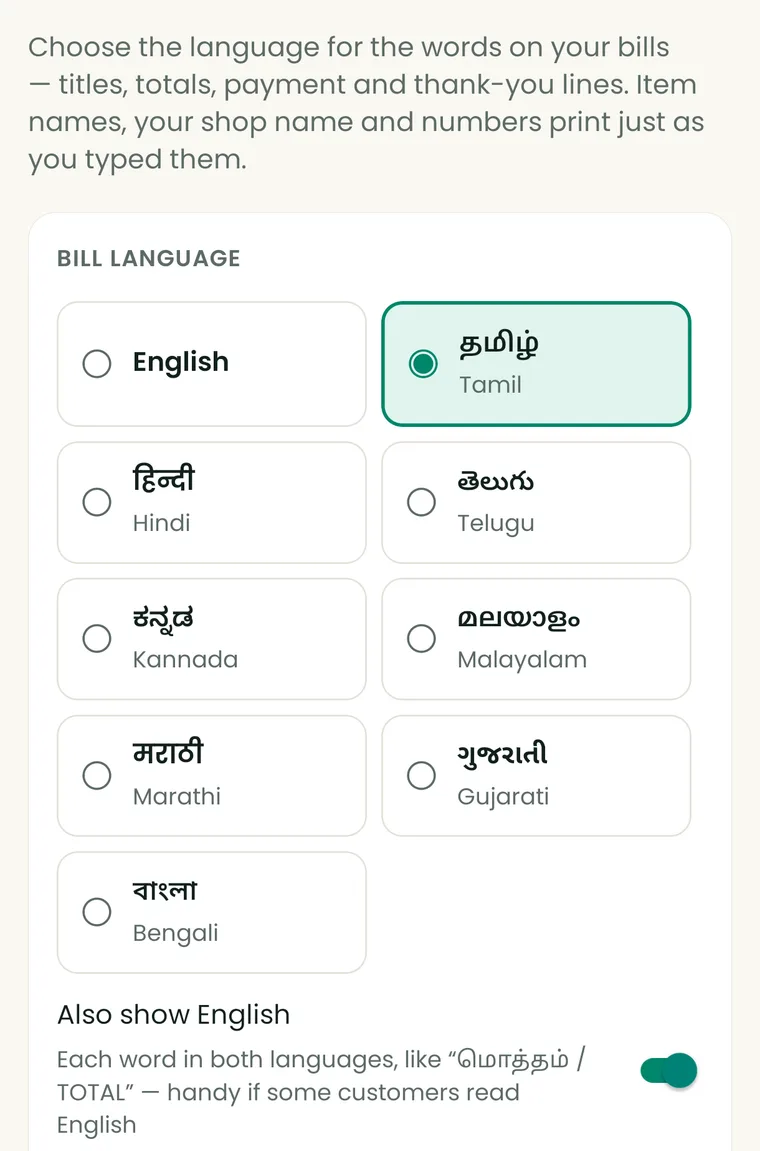 Choose the language for the words on your bills
— titles, totals, payment and thank-you lines. Item
names, your shop name and numbers print just as
you typed them.
BILL LANGUAGE
English
தமிழ்
Tamil
हिन्दी
Hindi
తెలుగు
Telugu
ಕನ್ನಡ
Kannada
മലയാളം
Malayalam
मराठी
Marathi
ગુજરાતી
Gujarati
বাংলা
Bengali
Also show English
Each word in both languages, like “மொத்தம் /
TOTAL” — handy if some customers read
English